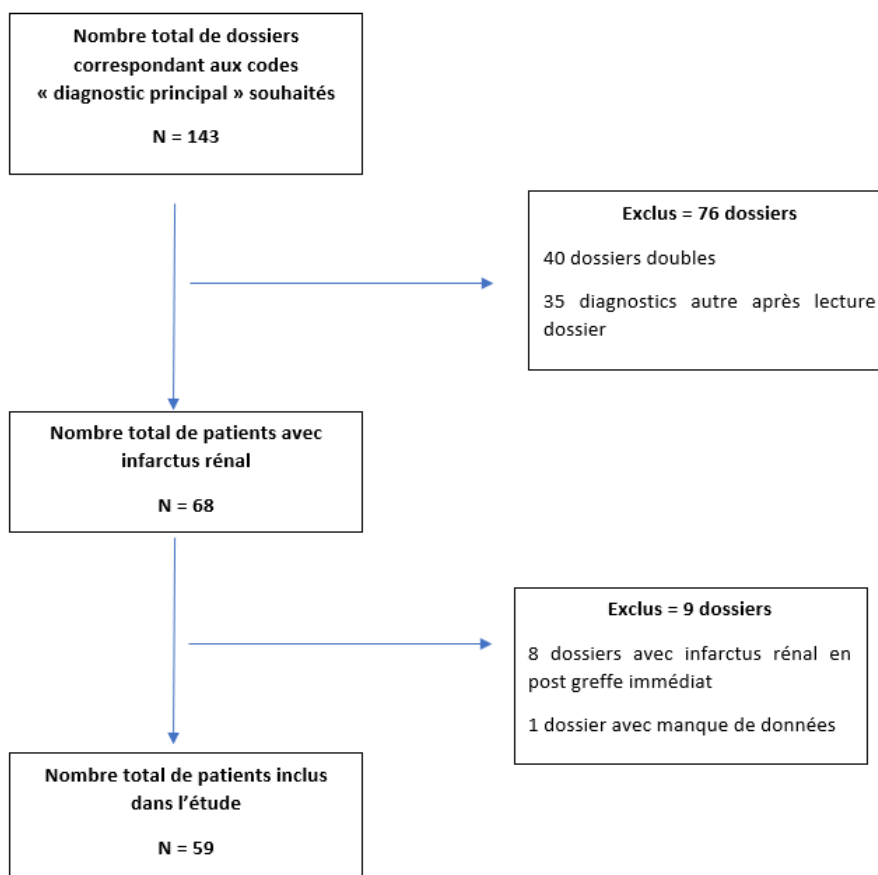 Nombre total de dossiers
correspondant aux codes
« diagnostic principal » souhaités
N = 143
Exclus = 76 dossiers
40 dossiers doubles
35 diagnostics autre après lecture
dossier
Nombre total de patients avec
infarctus rénal
N = 68
Exclus = 9 dossiers
8 dossiers avec infarctus rénal en
post greffe immédiat
1 dossier avec manque de données
Nombre total de patients inclus
dans l’étude
N = 59